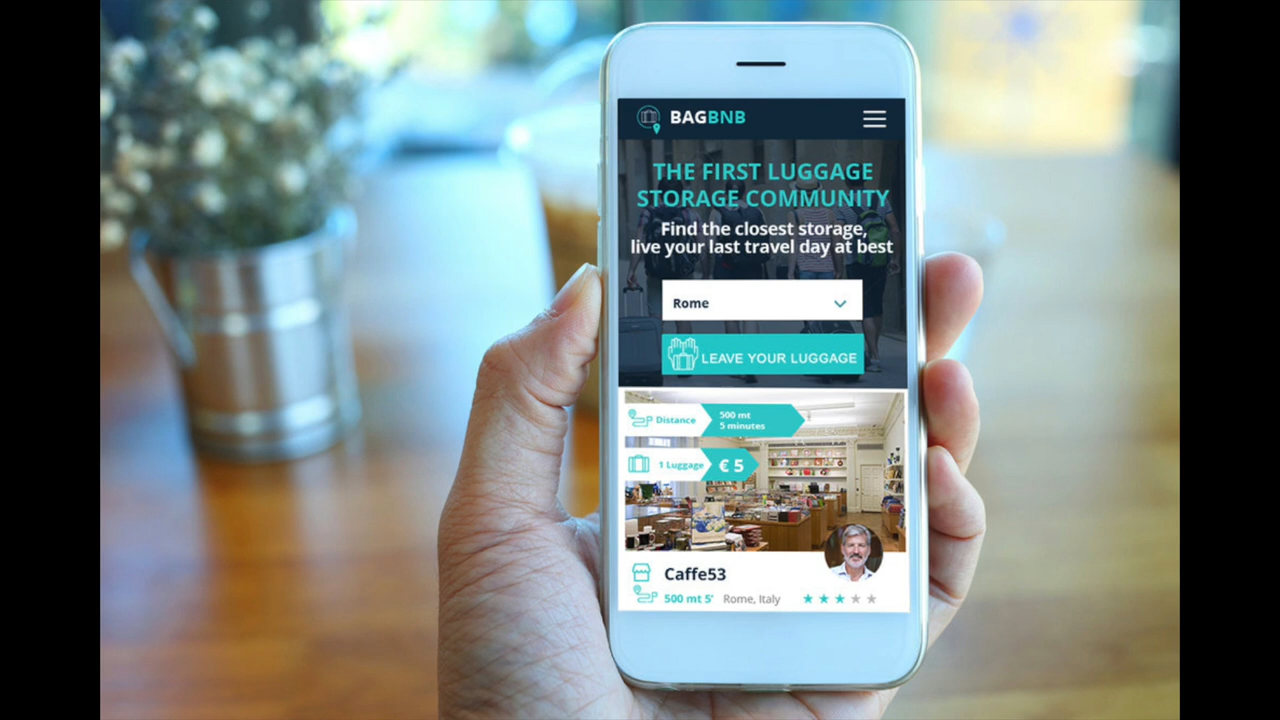 BAGBNB
THE FIRST LUGGAGE
STORAGE COMMUNITY
Find the closest storage,
live your last travel day at best
Rome
LEAVE YOUR LUGGAGE
Distance
500 mt
5 minutes
1 Luggage
€ 5
Caffe53
500 mt 5' Rome, Italy